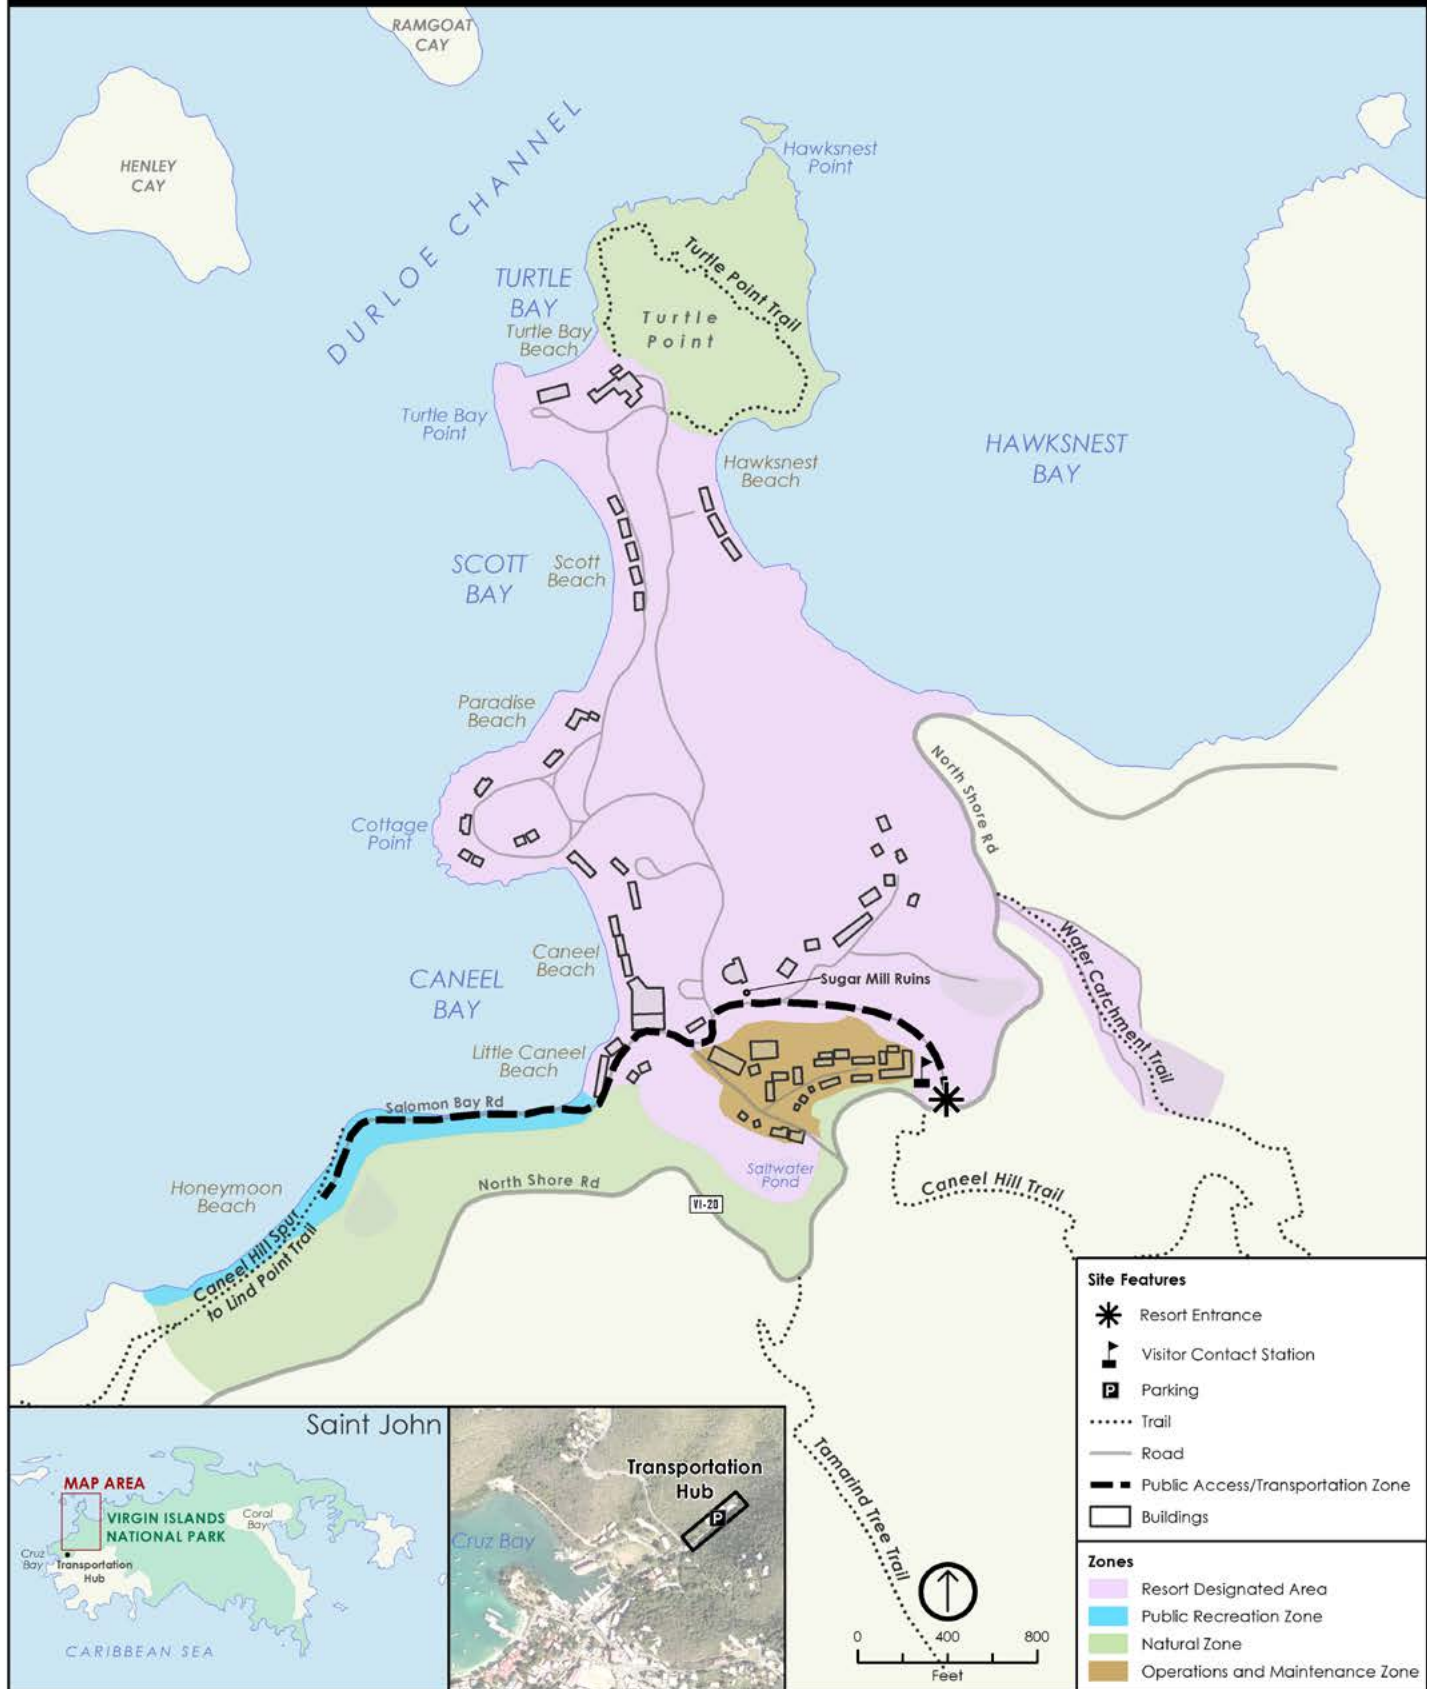 RAMGOAT
CAY
HENLEY
CAY
DURLOE CHANNEL
Hawksnest
Point
TURTLE
BAY
Turtle Bay
Beach
Turtle Point Trail
Turtle
Point
Turtle Bay
Point
Hawksnest
Beach
HAWKSNEST
BAY
SCOTT
BAY
Scott
Beach
Paradise
Beach
North Shore Rd
Cottage
Point
Caneel
Beach
CANEEL
BAY
Sugar Mill Ruins
Water Catchment Trail
Little Caneel
Beach
Salomon Bay Rd
Saltwater
Pond
Honeymoon
Beach
North Shore Rd
VI-20
Caneel Hill Trail
Caneel Hill Spur
to Lind Point Trail
Tamarind Tree Trail
Saint John
MAP AREA
VIRGIN ISLANDS
NATIONAL PARK
Coral
Bay
Cruz
Bay
Transportation
Hub
CARIBBEAN SEA
Transportation
Hub
P
Cruz Bay
0 400 800
Feet
Site Features
Resort Entrance
Visitor Contact Station
P Parking
Trail
Road
Public Access/Transportation Zone
Buildings
Zones
Resort Designated Area
Public Recreation Zone
Natural Zone
Operations and Maintenance Zone